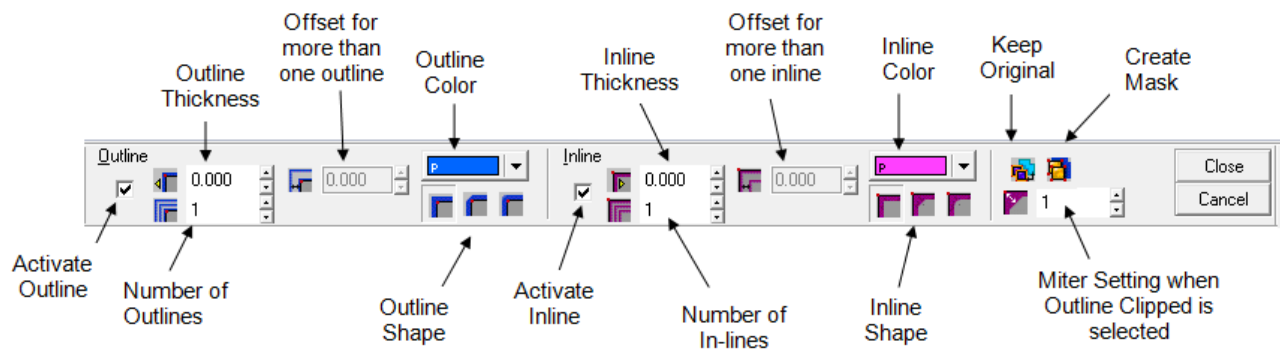 Offset for
more than
one outline
Outline
Thickness
Outline
Color
Inline
Thickness
Offset for
more than
one inline
Inline
Color
Keep
Original
Create
Mask
Outline
0.000
0.000
P
1
Inline
0.000
0.000
P
1
1
Close
Cancel
Activate
Outline
Number of
Outlines
Outline
Shape
Activate
Inline
Number of
In-lines
Inline
Shape
Miter Setting when
Outline Clipped is
selected